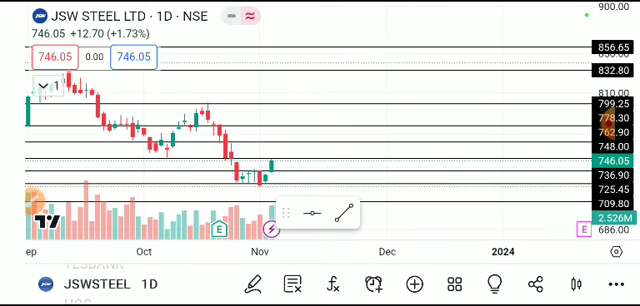 JSW STEEL LTD · 1D · NSE
746.05 +12.70 (+1.73%)
746.05 0.00 746.05
900.00
856.65
832.80
810.00
799.25
778.30
762.90
748.00
746.05
736.90
725.45
709.80
2.526M
686.00
E
E
Oct Nov Dec 2024
JSWSTEEL 1D